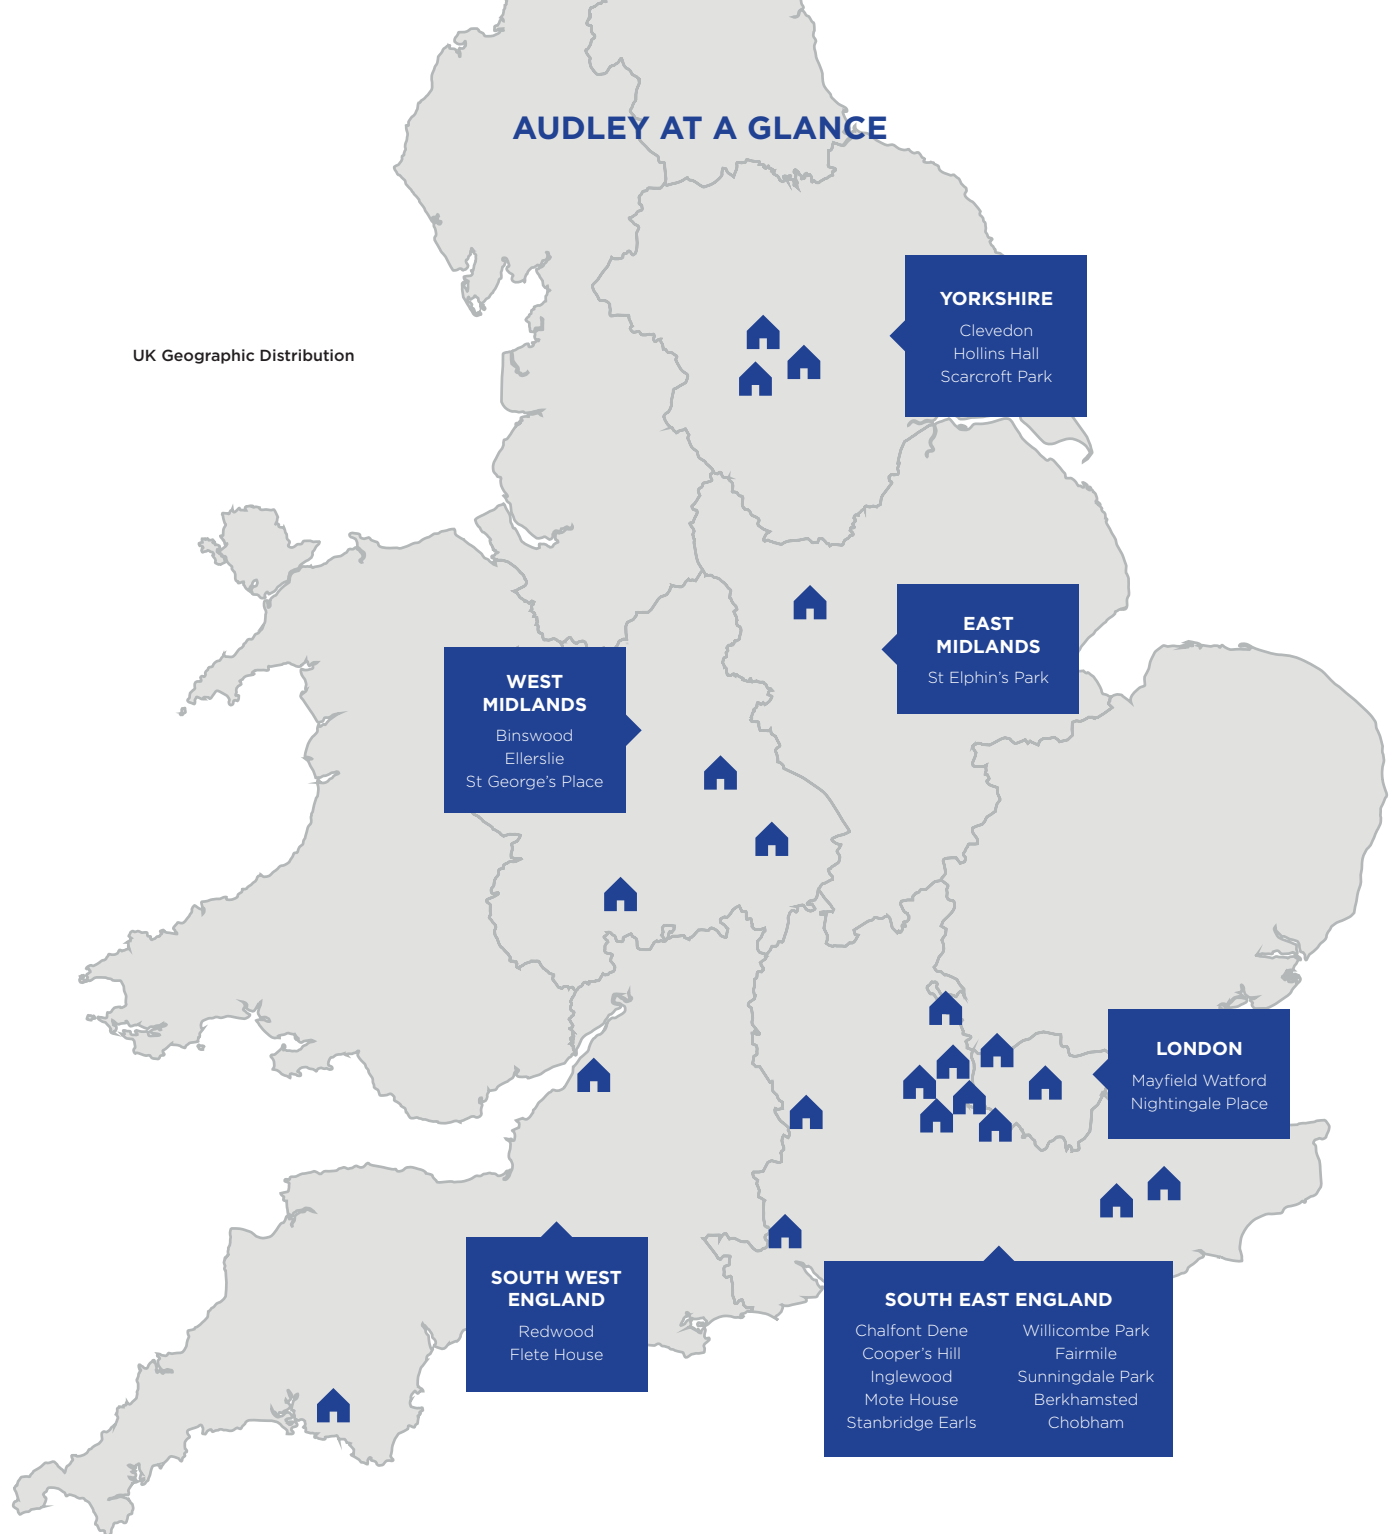 AUDLEY AT A GLANCE
UK Geographic Distribution
YORKSHIRE
Clevedon
Hollins Hall
Scarcroft Park
EAST
MIDLANDS
St Elphin’s Park
WEST
MIDLANDS
Binswood
Ellerslie
St George’s Place
LONDON
Mayfield Watford
Nightingale Place
SOUTH WEST
ENGLAND
Redwood
Flete House
SOUTH EAST ENGLAND
Chalfont Dene
Cooper’s Hill
Inglewood
Mote House
Stanbridge Earls
Willicombe Park
Fairmile
Sunningdale Park
Berkhamsted
Chobham